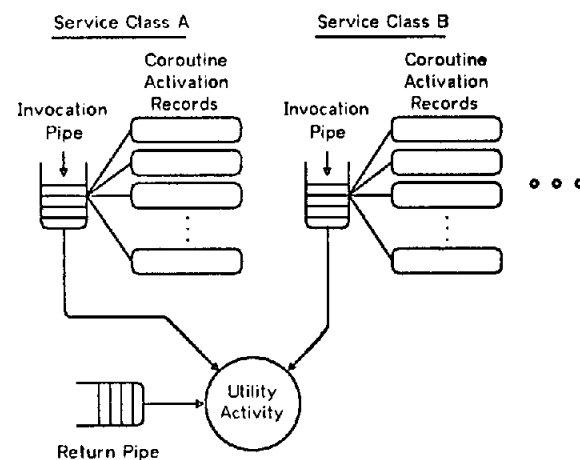 Service Class A
Service Class B
Coroutine
Activation
Records
Invocation
Pipe
Coroutine
Activation
Records
Invocation
Pipe
Utility
Activity
Return Pipe